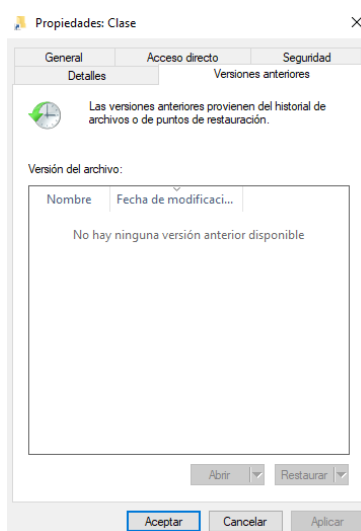 Propiedades: Clase
General
Acceso directo
Seguridad
Detalles
Versiones anteriores
Las versiones anteriores provienen del historial de
archivos o de puntos de restauración.
Versión del archivo:
Nombre
Fecha de modificaci...
No hay ninguna versión anterior disponible
Abrir
Restaurar
Aceptar
Cancelar
Aplicar